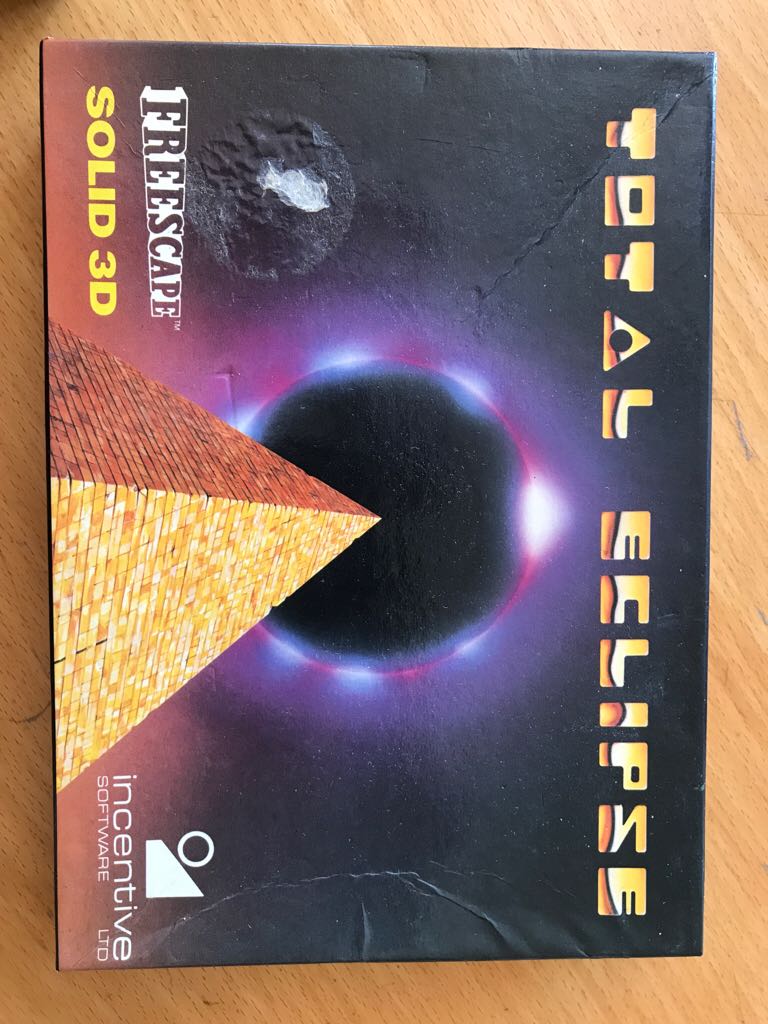 TOTAL ECLIPSE
FREESCAPE™
SOLID 3D
incentive
SOFTWARE LTD